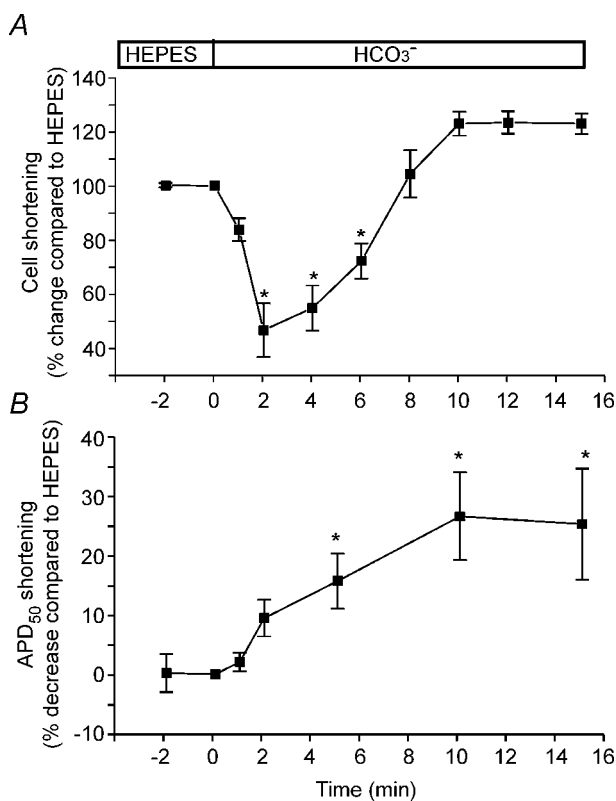 A
HEPES HCO₃⁻
Cell shortening
(% change compared to HEPES)
140
120
100
80
60
40
*
*
*
-2 0 2 4 6 8 10 12 14 16
B
APD₅₀ shortening
(% decrease compared to HEPES)
40
30
20
10
0
-10
*
*
*
-2 0 2 4 6 8 10 12 14 16
Time (min)